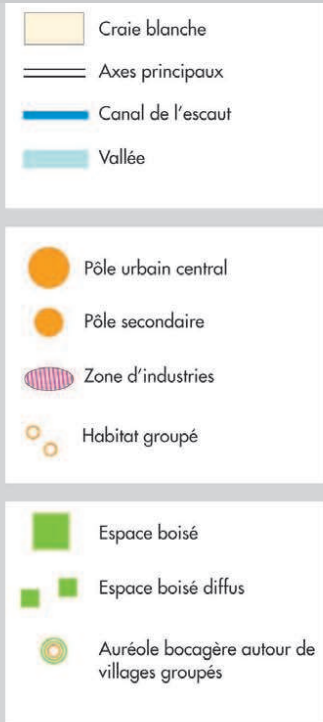 Craie blanche
Axes principaux
Canal de l'escaut
Vallée
Pôle urbain central
Pôle secondaire
Zone d'industries
Habitat groupé
Espace boisé
Espace boisé diffus
Auréole bocagère autour de
villages groupés